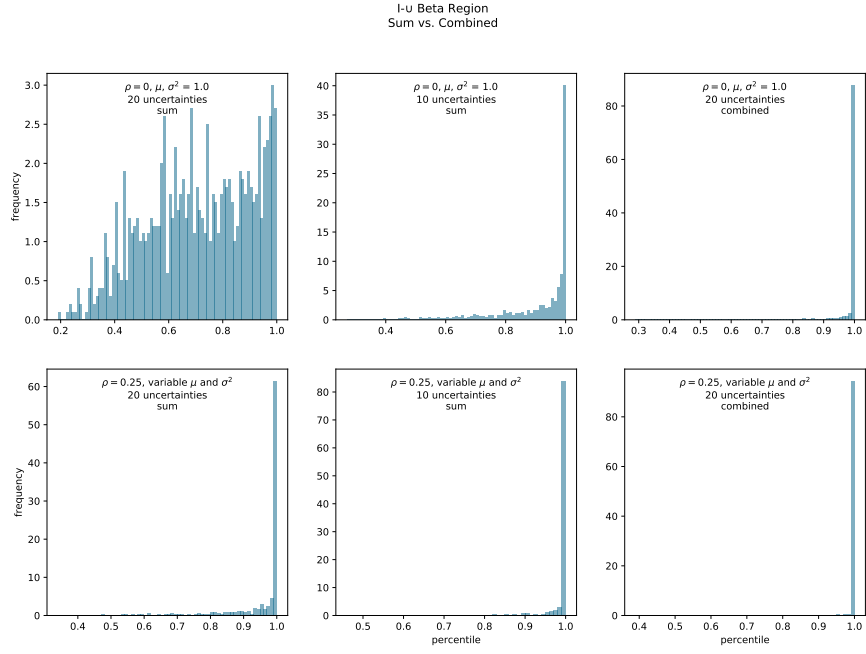 I-∪ Beta Region
Sum vs. Combined
ρ = 0, μ, σ² = 1.0
20 uncertainties
sum
frequency
3.0
2.5
2.0
1.5
1.0
0.5
0.0
0.2 0.4 0.6 0.8 1.0
ρ = 0, μ, σ² = 1.0
10 uncertainties
sum
40
35
30
25
20
15
10
5
0
0.4 0.6 0.8 1.0
ρ = 0, μ, σ² = 1.0
20 uncertainties
combined
80
60
40
20
0
0.3 0.4 0.5 0.6 0.7 0.8 0.9 1.0
ρ = 0.25, variable μ and σ²
20 uncertainties
sum
frequency
60
50
40
30
20
10
0
0.4 0.5 0.6 0.7 0.8 0.9 1.0
ρ = 0.25, variable μ and σ²
10 uncertainties
sum
80
70
60
50
40
30
20
10
0
0.5 0.6 0.7 0.8 0.9 1.0
percentile
ρ = 0.25, variable μ and σ²
20 uncertainties
combined
80
60
40
20
0
0.4 0.5 0.6 0.7 0.8 0.9 1.0
percentile